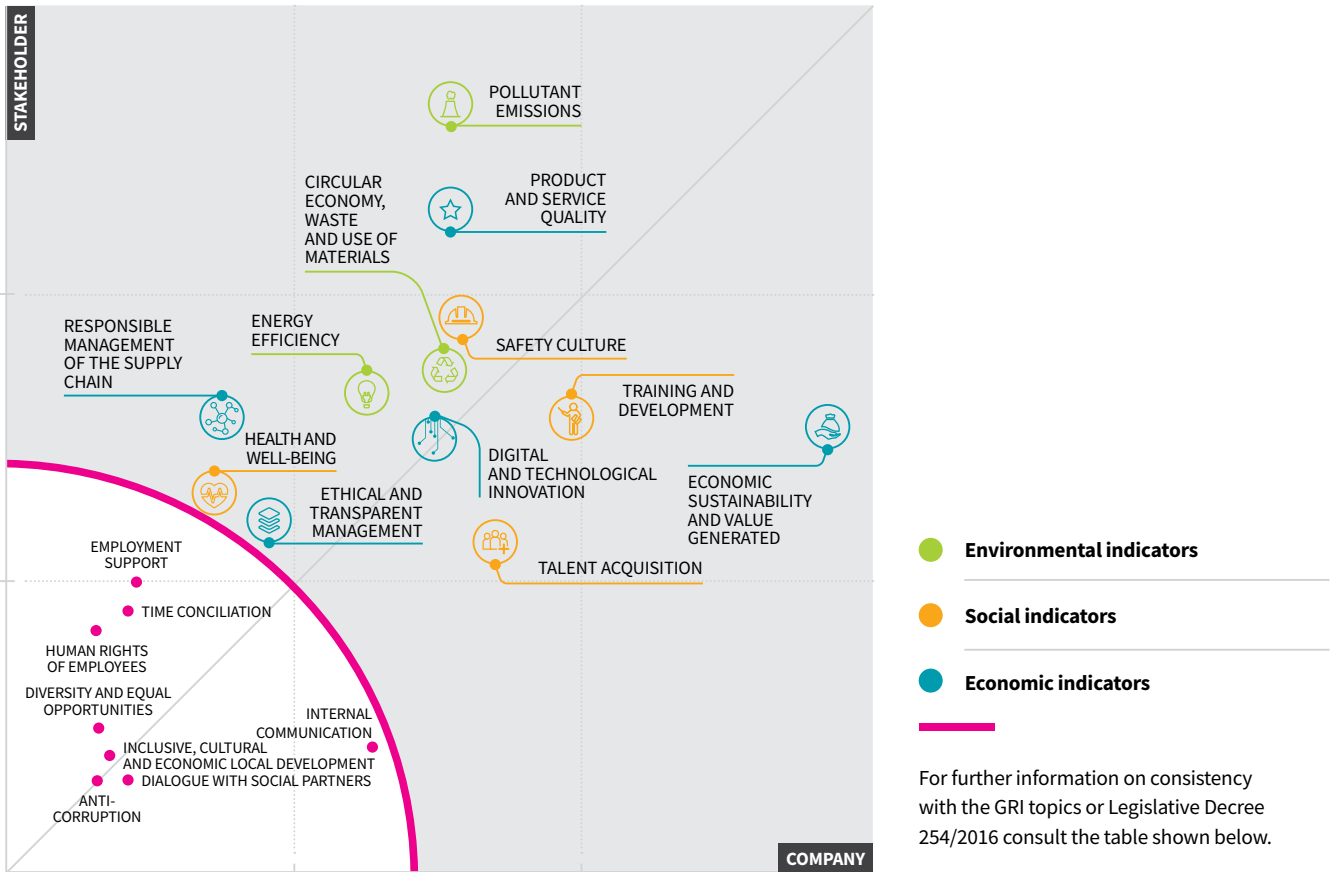 STAKEHOLDER
POLLUTANT
EMISSIONS
CIRCULAR
ECONOMY,
WASTE
AND USE OF
MATERIALS
PRODUCT
AND SERVICE
QUALITY
RESPONSIBLE
MANAGEMENT
OF THE SUPPLY
CHAIN
ENERGY
EFFICIENCY
SAFETY CULTURE
TRAINING AND
DEVELOPMENT
HEALTH AND
WELL-BEING
DIGITAL
AND TECHNOLOGICAL
INNOVATION
ECONOMIC
SUSTAINABILITY
AND VALUE
GENERATED
ETHICAL AND
TRANSPARENT
MANAGEMENT
TALENT ACQUISITION
EMPLOYMENT
SUPPORT
TIME CONCILIATION
HUMAN RIGHTS
OF EMPLOYEES
DIVERSITY AND EQUAL
OPPORTUNITIES
INTERNAL
COMMUNICATION
INCLUSIVE, CULTURAL
AND ECONOMIC LOCAL DEVELOPMENT
DIALOGUE WITH SOCIAL PARTNERS
ANTI-
CORRUPTION
COMPANY
Environmental indicators
Social indicators
Economic indicators
For further information on consistency
with the GRI topics or Legislative Decree
254/2016 consult the table shown below.